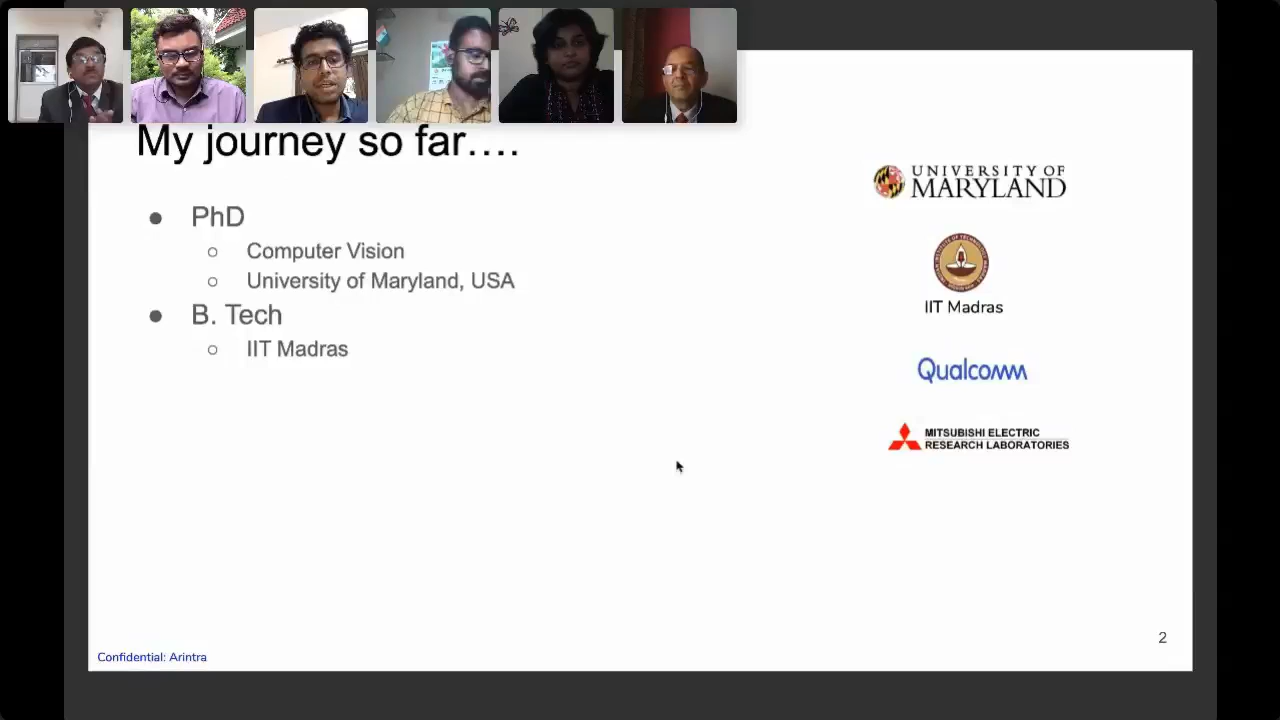 My journey so far....
PhD
Computer Vision
University of Maryland, USA
B. Tech
IIT Madras
UNIVERSITY OF
MARYLAND
IIT Madras
Qualcomm
MITSUBISHI ELECTRIC
RESEARCH LABORATORIES
2
Confidential: Arintra